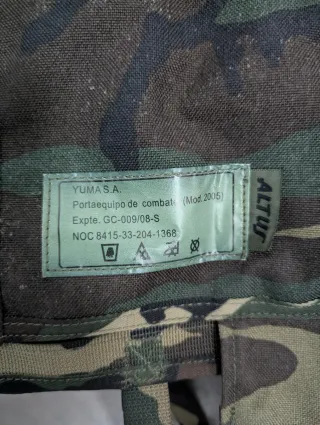 YUMA S.A.
Portaequipo de combate (Mod.2005)
Expte. GC-009/08-S
NOC 8415-33-204-1368
ALTUS